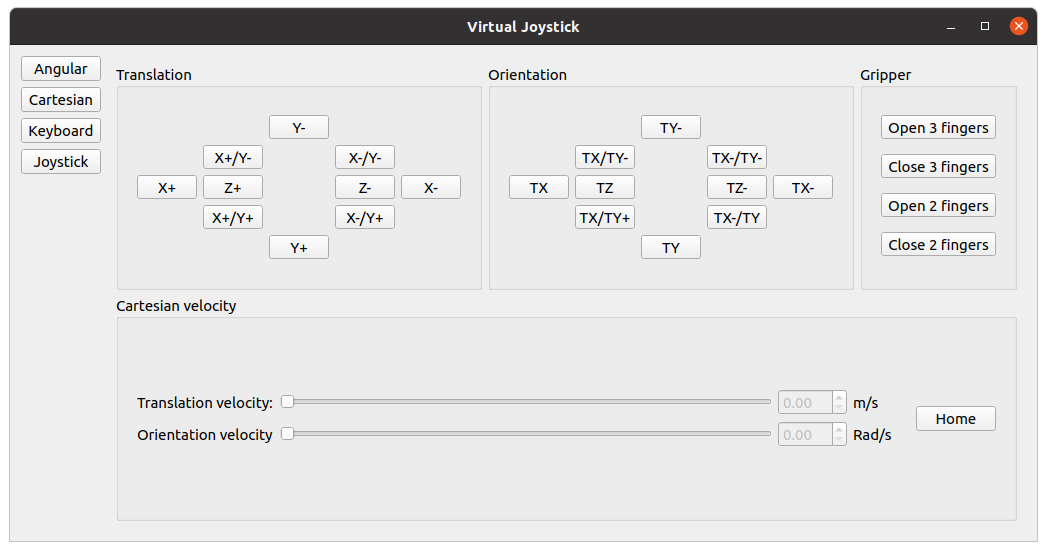 Virtual Joystick
Angular
Cartesian
Keyboard
Joystick
Translation
Y-
X+/Y- X-/Y-
X+ Z+ Z- X-
X+/Y+ X-/Y+
Y+
Orientation
TY-
TX/TY- TX-/TY-
TX TZ TZ- TX-
TX/TY+ TX-/TY
TY
Gripper
Open 3 fingers
Close 3 fingers
Open 2 fingers
Close 2 fingers
Cartesian velocity
Translation velocity: 0.00 m/s
Orientation velocity 0.00 Rad/s
Home